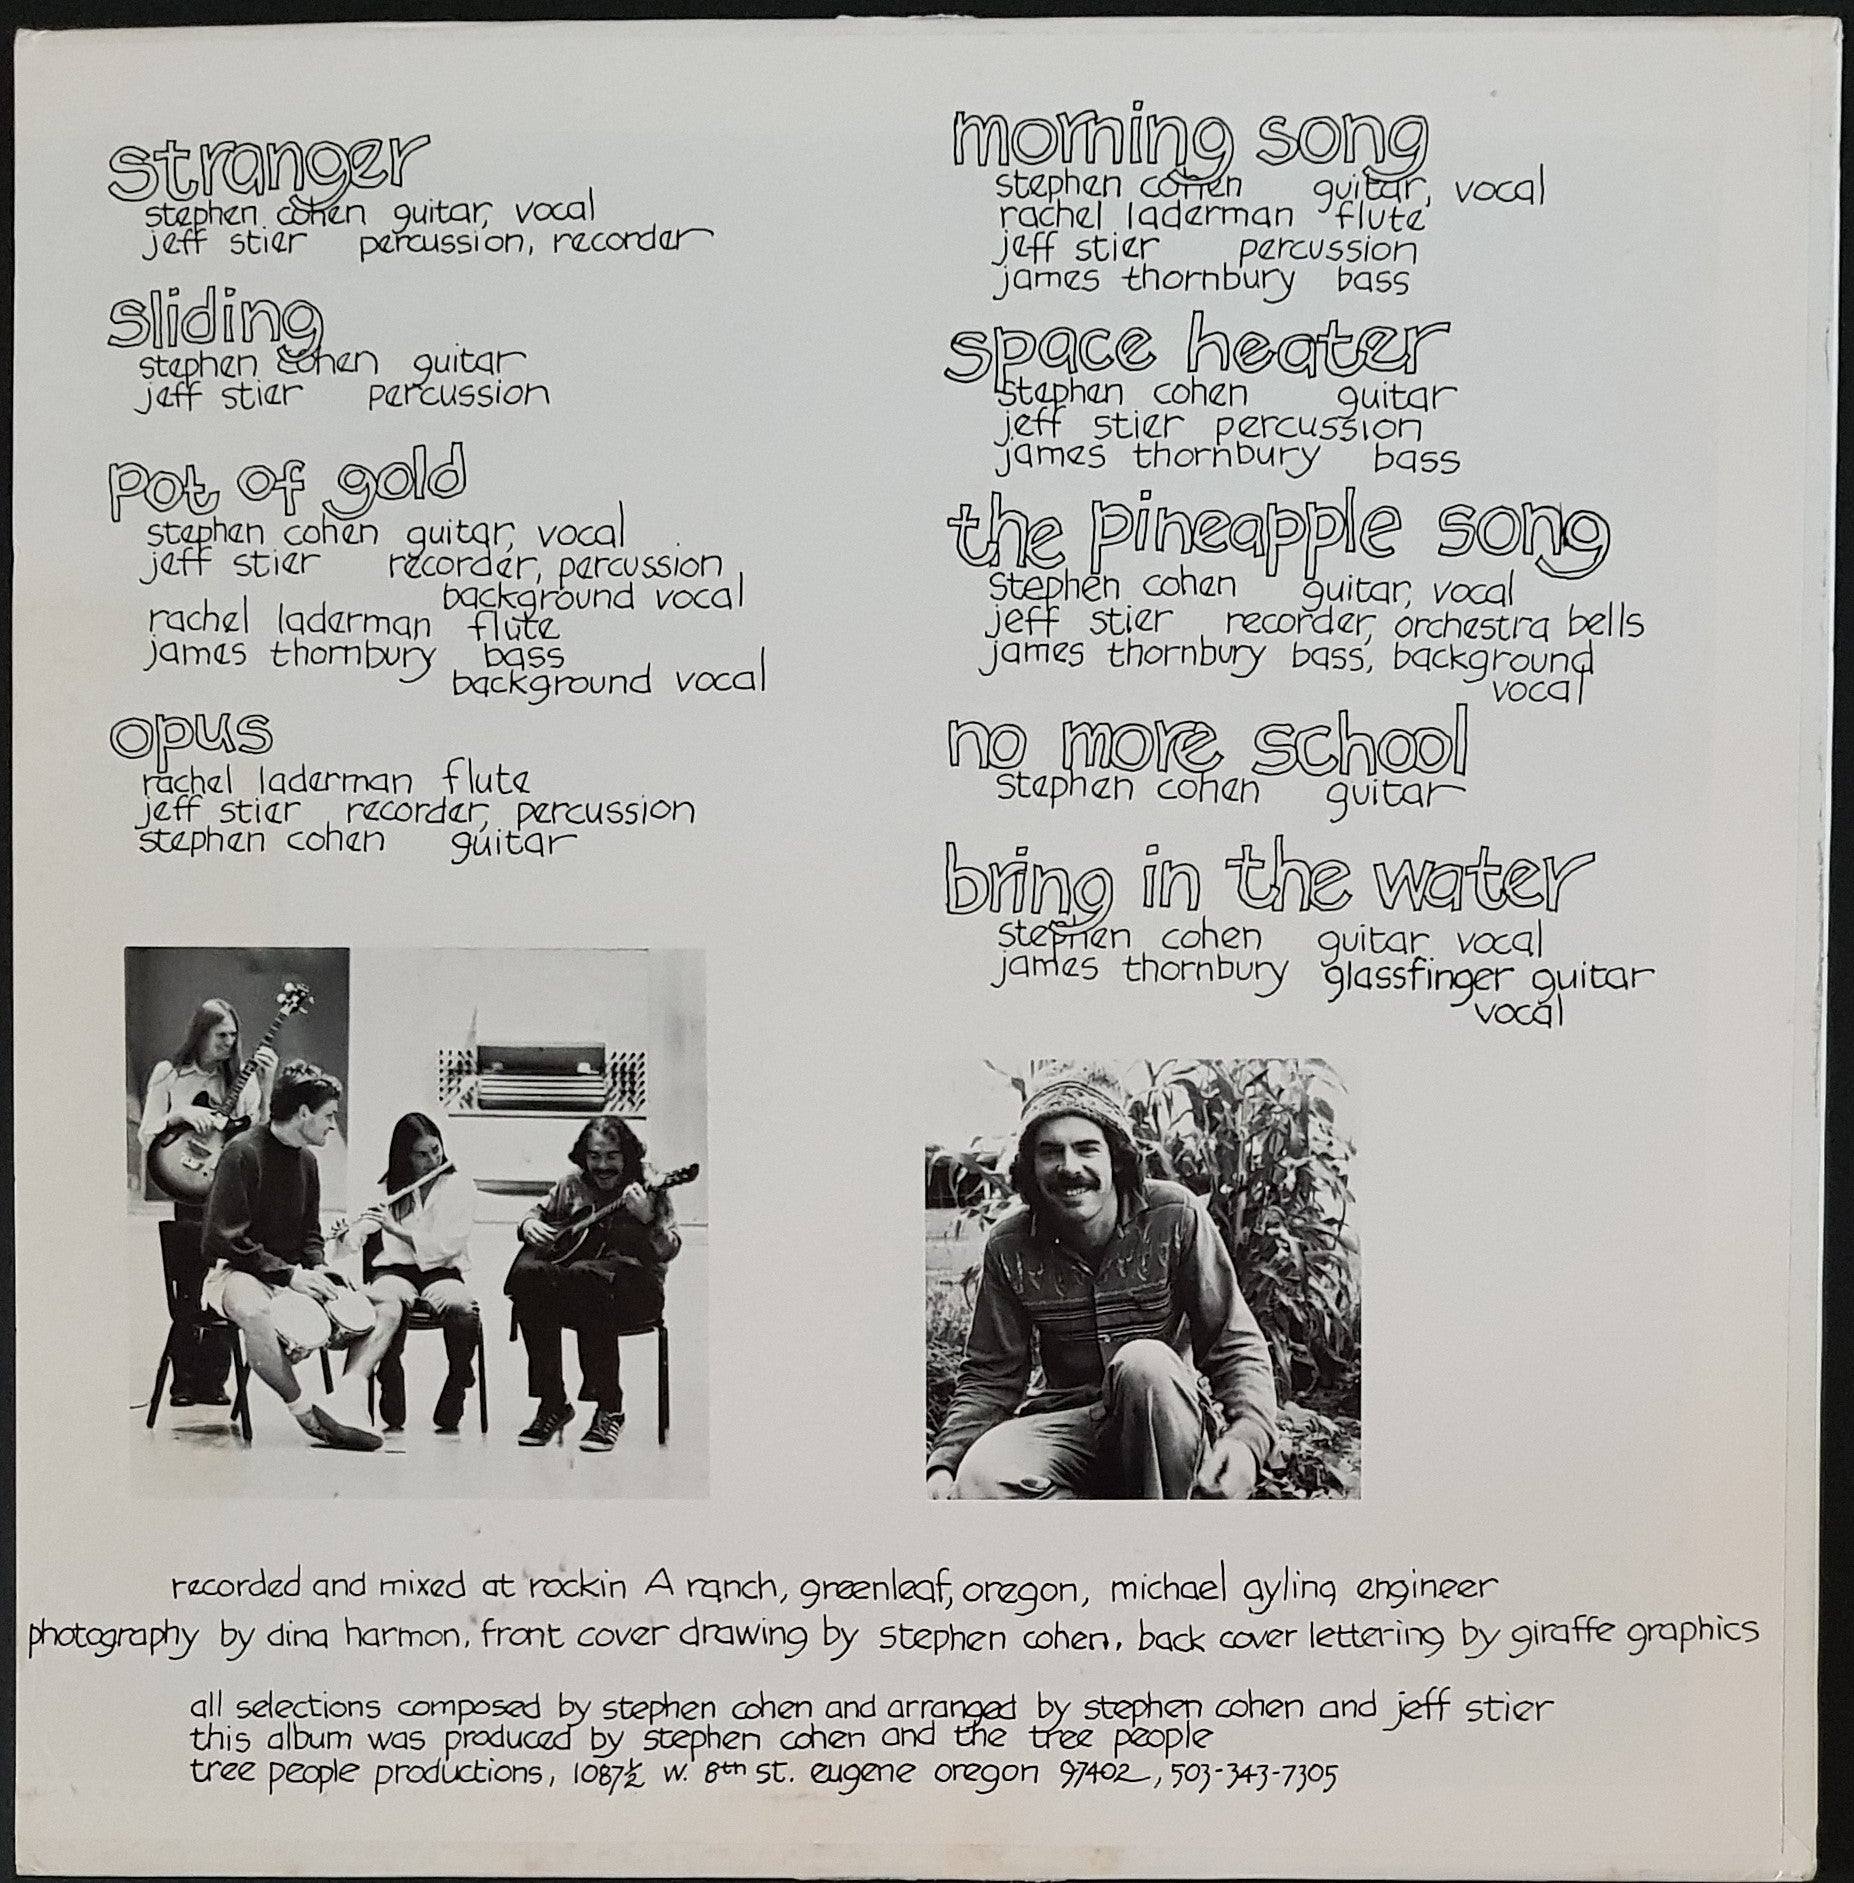 stranger
stephen cohen guitar, vocal
jeff stier percussion, recorder
sliding
stephen cohen guitar
jeff stier percussion
pot of gold
stephen cohen guitar, vocal
jeff stier recorder, percussion
background vocal
rachel laderman flute
james thornbury bass
background vocal
opus
rachel laderman flute
jeff stier recorder, percussion
stephen cohen guitar
morning song
stephen cohen guitar, vocal
rachel laderman flute
jeff stier percussion
james thornbury bass
space heater
stephen cohen guitar
jeff stier percussion
james thornbury bass
the pineapple song
stephen cohen guitar, vocal
jeff stier recorder, orchestra bells
james thornbury bass, background
vocal
no more school
stephen cohen guitar
bring in the water
stephen cohen guitar vocal
james thornbury glassfinger guitar
vocal
recorded and mixed at rockin A ranch, greenleaf, oregon, michael ayling engineer
photography by dina harmon, front cover drawing by stephen cohen, back cover lettering by giraffe graphics
all selections composed by stephen cohen and arranged by stephen cohen and jeff stier
this album was produced by stephen cohen and the tree people
tree people productions, 1087½ w. 8th st. eugene oregon 97402, 503-343-7305